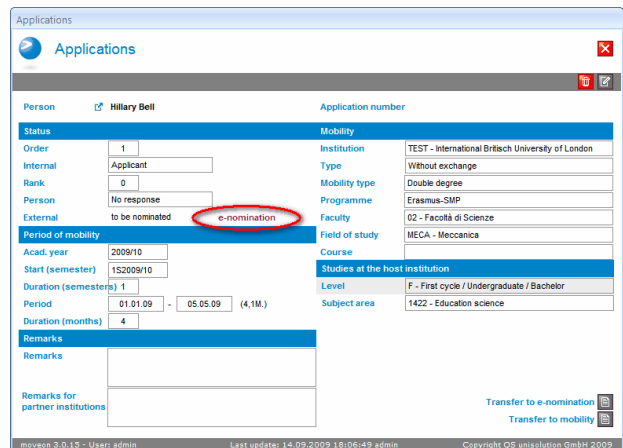 Applications
Applications
Person Hillary Bell Application number
Status Mobility
Order 1 Institution TEST - International Britisch University of London
Internal Applicant Type Without exchange
Rank 0 Mobility type Double degree
Person No response Programme Erasmus-SMP
External to be nominated e-nomination Faculty 02 - Facoltà di Scienze
Period of mobility Field of study MECA - Meccanica
Acad. year 2009/10 Course
Start (semester) 1S2009/10 Studies at the host institution
Duration (semesters) 1 Level F - First cycle / Undergraduate / Bachelor
Period 01.01.09 - 05.05.09 (4,1M.) Subject area 1422 - Education science
Duration (months) 4
Remarks
Remarks
Remarks for
partner institutions
Transfer to e-nomination
Transfer to mobility
moveon 3.0.15 - User: admin Last update: 14.09.2009 18:06:49 admin Copyright QS unisolution GmbH 2009